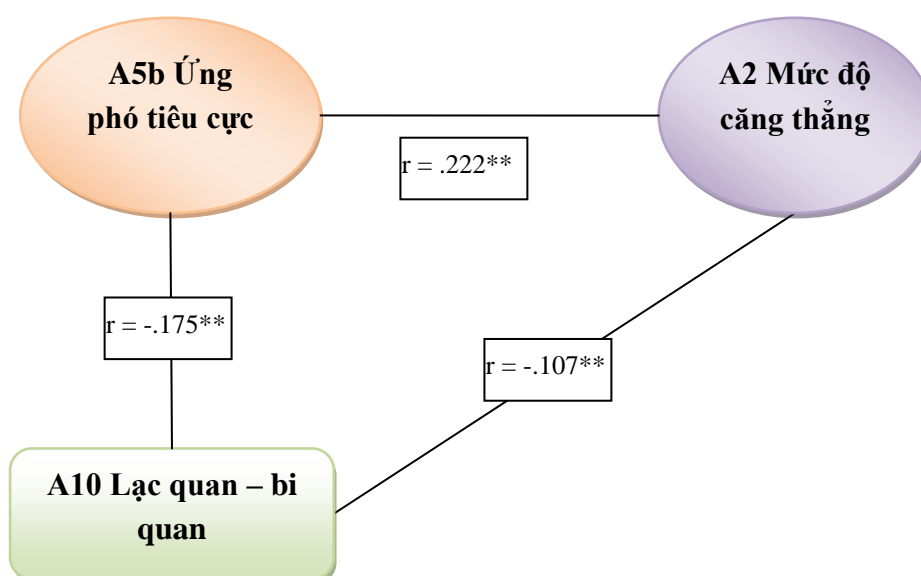 A5b Ứng
phó tiêu cực
A2 Mức độ
căng thẳng
r = .222**
r = -.175**
r = -.107**
A10 Lạc quan – bi
quan